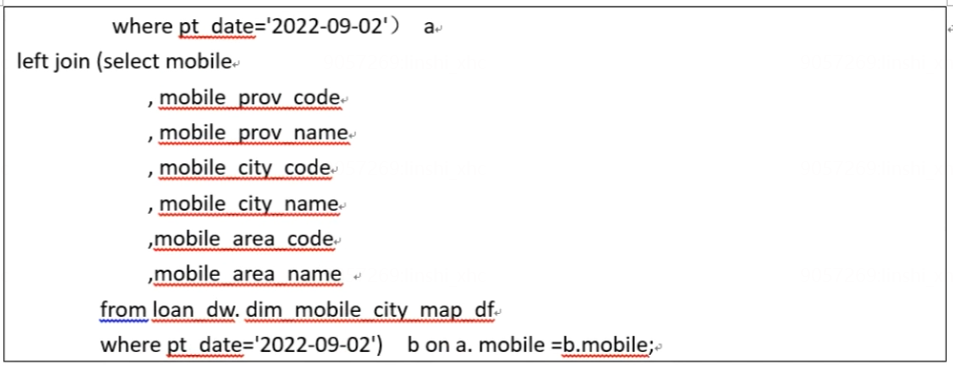 where pt_date='2022-09-02'） a
left join (select mobile
, mobile_prov_code
, mobile_prov_name
, mobile_city_code
, mobile_city_name
,mobile_area_code
,mobile_area_name
from loan_dw. dim_mobile_city_map_df
where pt_date='2022-09-02') b on a. mobile =b.mobile;